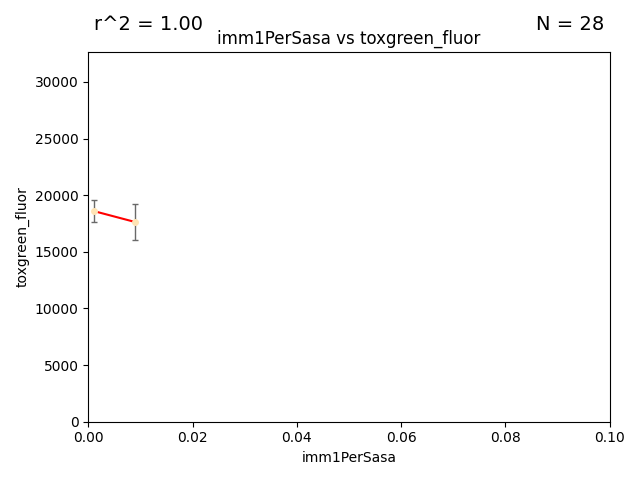 r^2 = 1.00
N = 28
imm1PerSasa vs toxgreen_fluor
30000
25000
20000
15000
10000
5000
0
toxgreen_fluor
0.00
0.02
0.04
0.06
0.08
0.10
imm1PerSasa